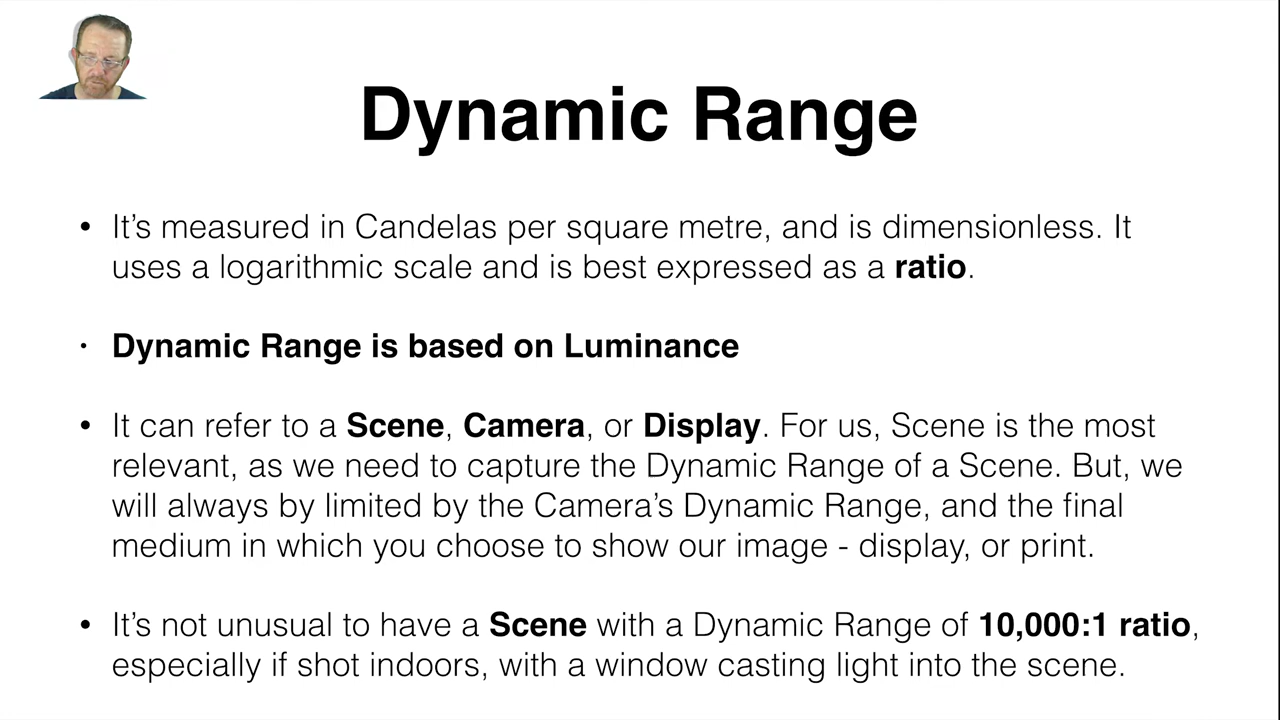 Dynamic Range
• It’s measured in Candelas per square metre, and is dimensionless. It
uses a logarithmic scale and is best expressed as a ratio.
• Dynamic Range is based on Luminance
• It can refer to a Scene, Camera, or Display. For us, Scene is the most
relevant, as we need to capture the Dynamic Range of a Scene. But, we
will always by limited by the Camera’s Dynamic Range, and the final
medium in which you choose to show our image - display, or print.
• It’s not unusual to have a Scene with a Dynamic Range of 10,000:1 ratio,
especially if shot indoors, with a window casting light into the scene.